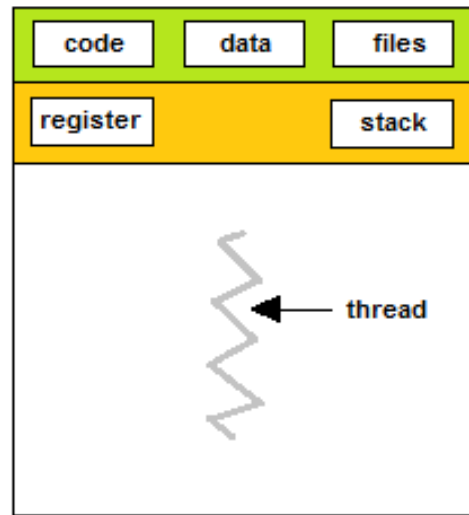 code data files
register stack
thread